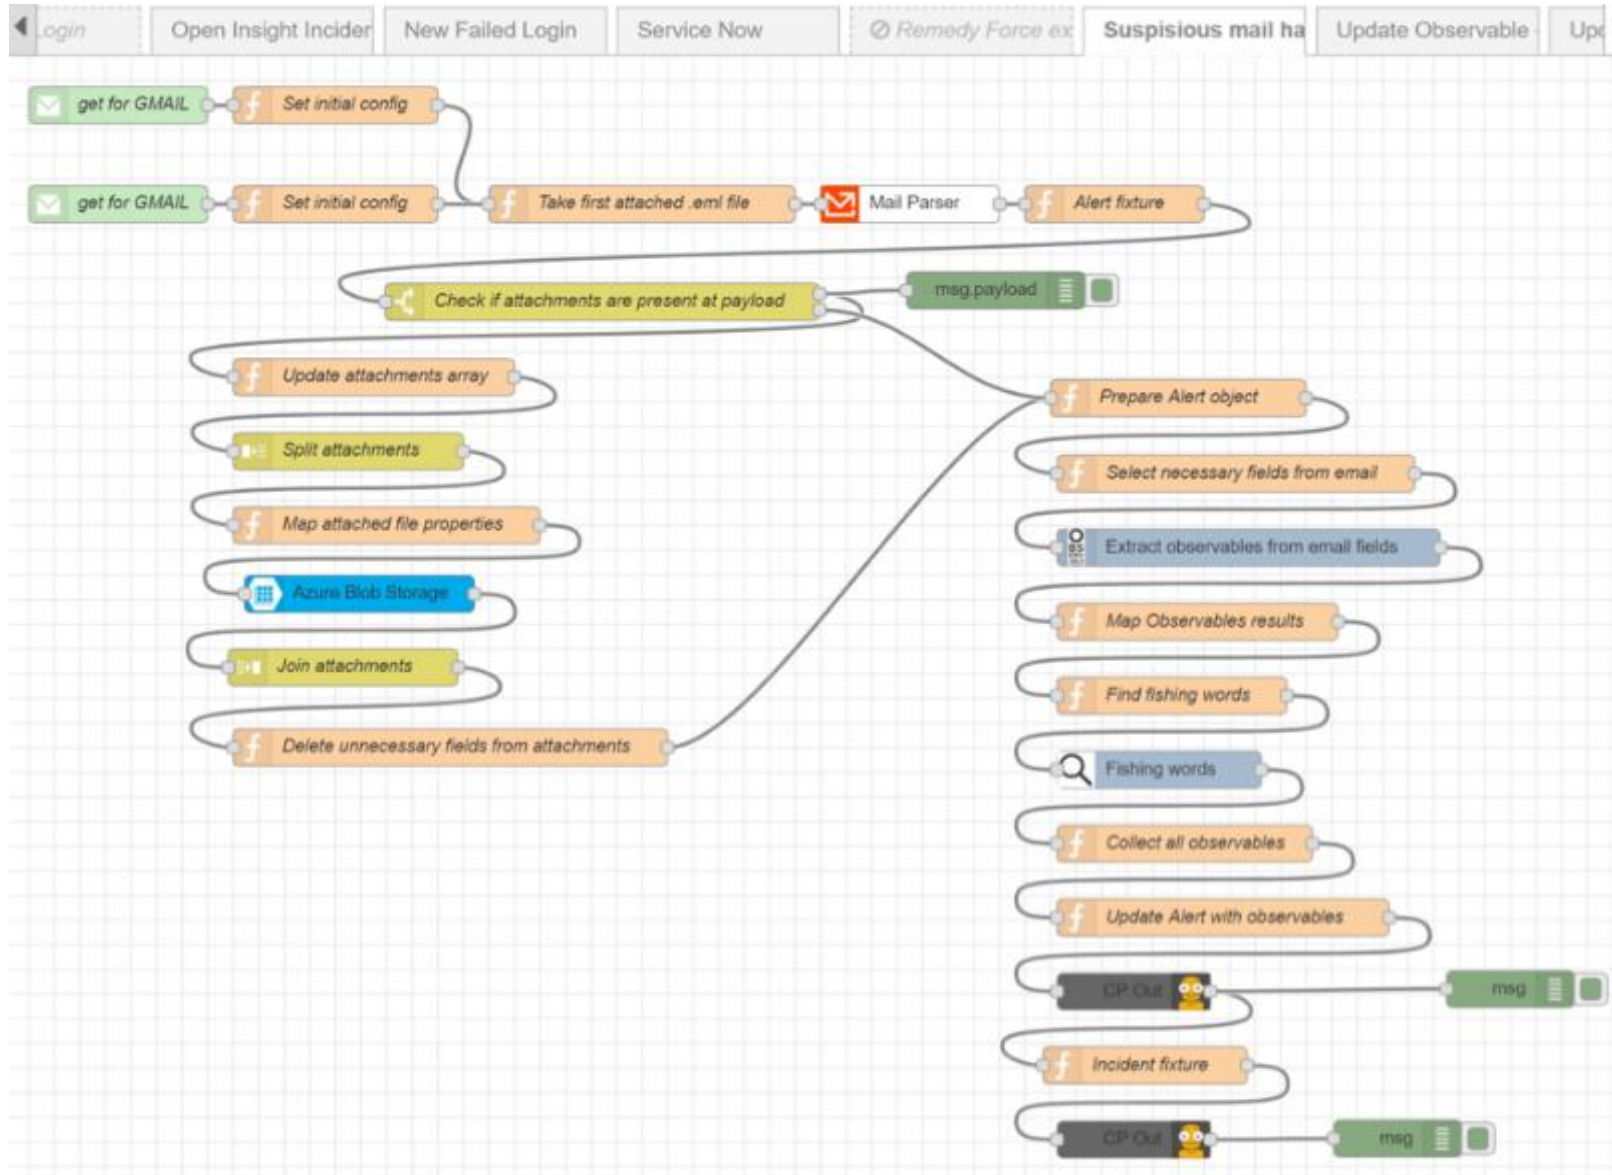 ogin
Open Insight Incider
New Failed Login
Service Now
Remedy Force ex
Suspisious mail ha
Update Observable
Upd
get for GMAIL
Set initial config
get for GMAIL
Set initial config
Take first attached .eml file
Mail Parser
Alert fixture
Check if attachments are present at payload
msg.payload
Update attachments array
Prepare Alert object
Split attachments
Select necessary fields from email
Map attached file properties
Extract observables from email fields
Azure Blob Storage
Map Observables results
Join attachments
Find fishing words
Delete unnecessary fields from attachments
Fishing words
Collect all observables
Update Alert with observables
CP Out
msg
Incident fixture
CP Out
msg